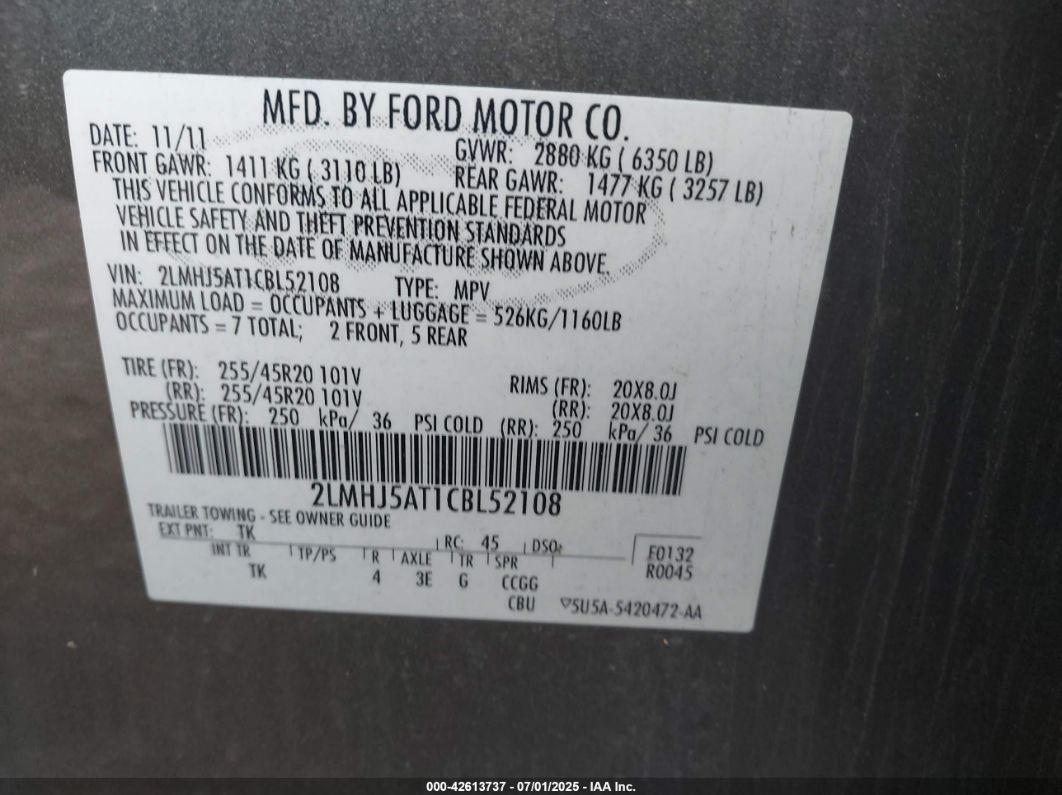 MFD. BY FORD MOTOR CO.
DATE: 11/11 GVWR: 2880 KG ( 6350 LB)
FRONT GAWR: 1411 KG ( 3110 LB) REAR GAWR: 1477 KG ( 3257 LB)
THIS VEHICLE CONFORMS TO ALL APPLICABLE FEDERAL MOTOR
VEHICLE SAFETY AND THEFT PREVENTION STANDARDS
IN EFFECT ON THE DATE OF MANUFACTURE SHOWN ABOVE.
VIN: 2LMHJ5AT1CBL52108 TYPE: MPV
MAXIMUM LOAD = OCCUPANTS + LUGGAGE = 526KG/1160LB
OCCUPANTS = 7 TOTAL; 2 FRONT, 5 REAR
TIRE (FR): 255/45R20 101V RIMS (FR): 20X8.0J
(RR): 255/45R20 101V (RR): 20X8.0J
PRESSURE (FR): 250 kPa/ 36 PSI COLD (RR): 250 kPa/ 36 PSI COLD
2LMHJ5AT1CBL52108
TRAILER TOWING - SEE OWNER GUIDE
EXT PNT: TK RC: 45 DSO:
INT TR TP/PS R AXLE TR SPR F0132
TK 4 3E G CCGG R0045
CBU 5U5A-5420472-AA
000-42613737 - 07/01/2025 - IAA Inc.